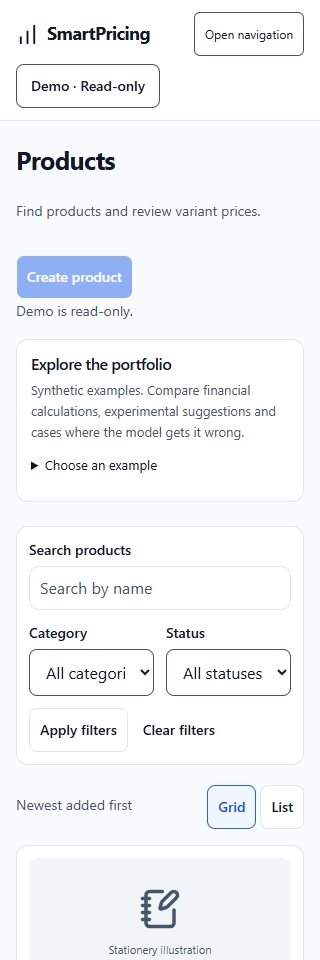 SmartPricing
Open navigation
Demo · Read-only
Products
Find products and review variant prices.
Create product
Demo is read-only.
Explore the portfolio
Synthetic examples. Compare financial
calculations, experimental suggestions and
cases where the model gets it wrong.
Choose an example
Search products
Search by name
Category
Status
All categori
All statuses
Apply filters
Clear filters
Newest added first
Grid
List
Stationery illustration